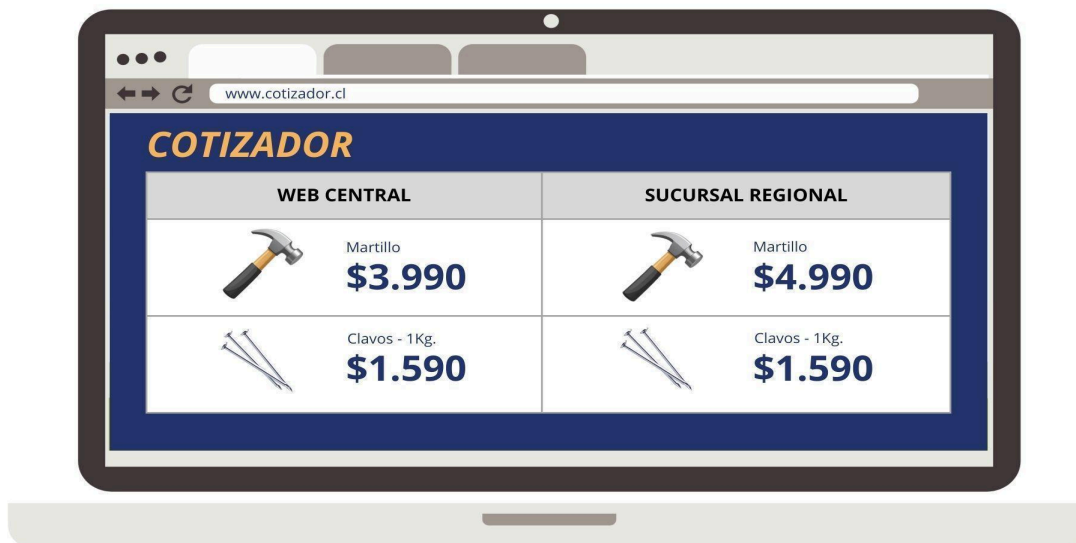 www.cotizador.cl
COTIZADOR
WEB CENTRAL
SUCURSAL REGIONAL
Martillo
$3.990
Martillo
$4.990
Clavos - 1Kg.
$1.590
Clavos - 1Kg.
$1.590